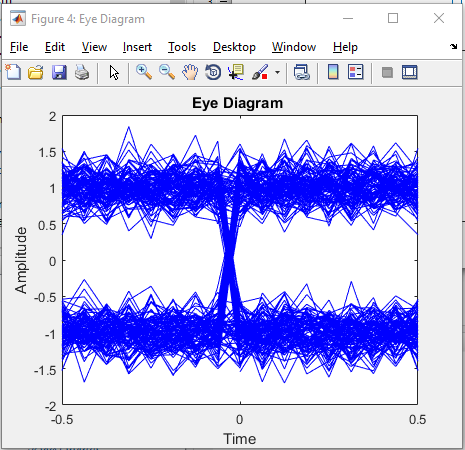 Figure 4: Eye Diagram
File Edit View Insert Tools Desktop Window Help
Eye Diagram
2
1.5
1
0.5
0
-0.5
-1
-1.5
-2
Amplitude
-0.5 0 0.5
Time